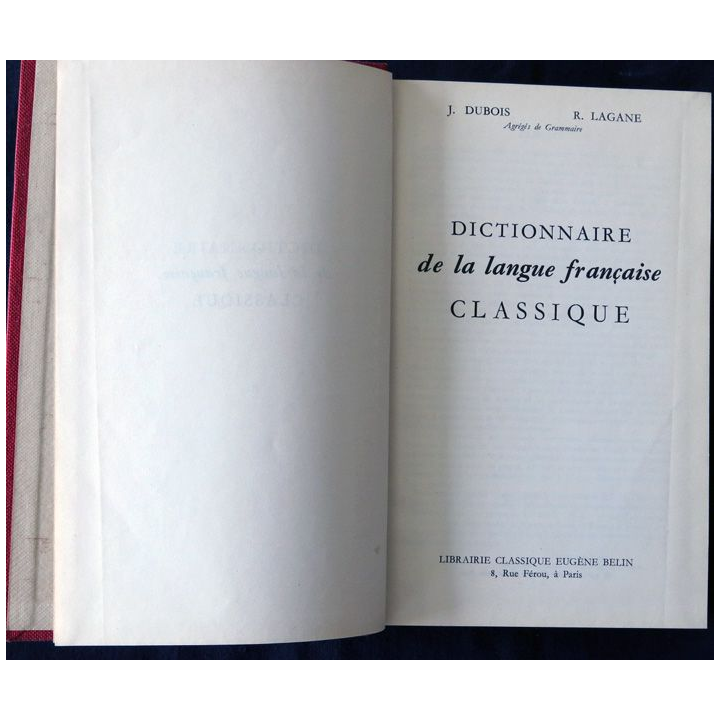 J. DUBOIS R. LAGANE
Agrégés de Grammaire
DICTIONNAIRE
de la langue française
CLASSIQUE
LIBRAIRIE CLASSIQUE EUGÈNE BELIN
8, Rue Férou, à Paris